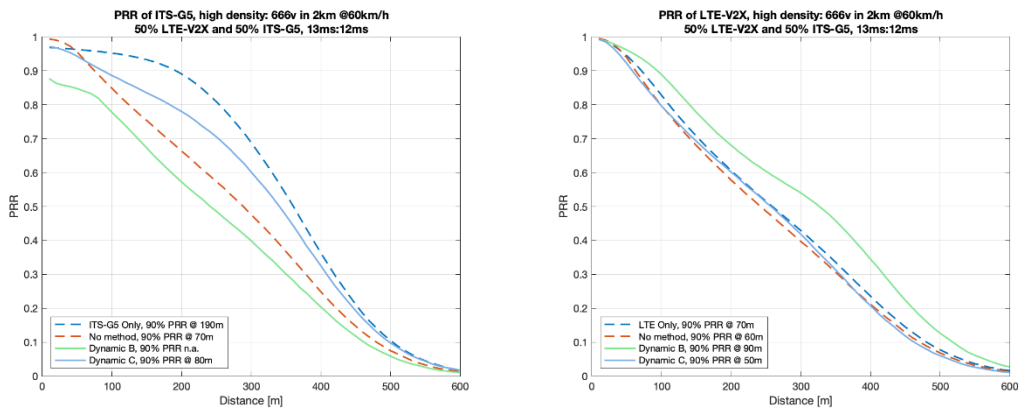 PRR of ITS-G5, high density: 666v in 2km @60km/h
50% LTE-V2X and 50% ITS-G5, 13ms:12ms
1
0.9
0.8
0.7
0.6
0.5
0.4
0.3
0.2
0.1
0
PRR
ITS-G5 Only, 90% PRR @ 190m
No method, 90% PRR @ 70m
Dynamic B, 90% PRR n.a.
Dynamic C, 90% PRR @ 80m
0 100 200 300 400 500 600
Distance [m]
PRR of LTE-V2X, high density: 666v in 2km @60km/h
50% LTE-V2X and 50% ITS-G5, 13ms:12ms
1
0.9
0.8
0.7
0.6
0.5
0.4
0.3
0.2
0.1
0
PRR
LTE Only, 90% PRR @ 70m
No method, 90% PRR @ 60m
Dynamic B, 90% PRR @ 90m
Dynamic C, 90% PRR @ 50m
0 100 200 300 400 500 600
Distance [m]